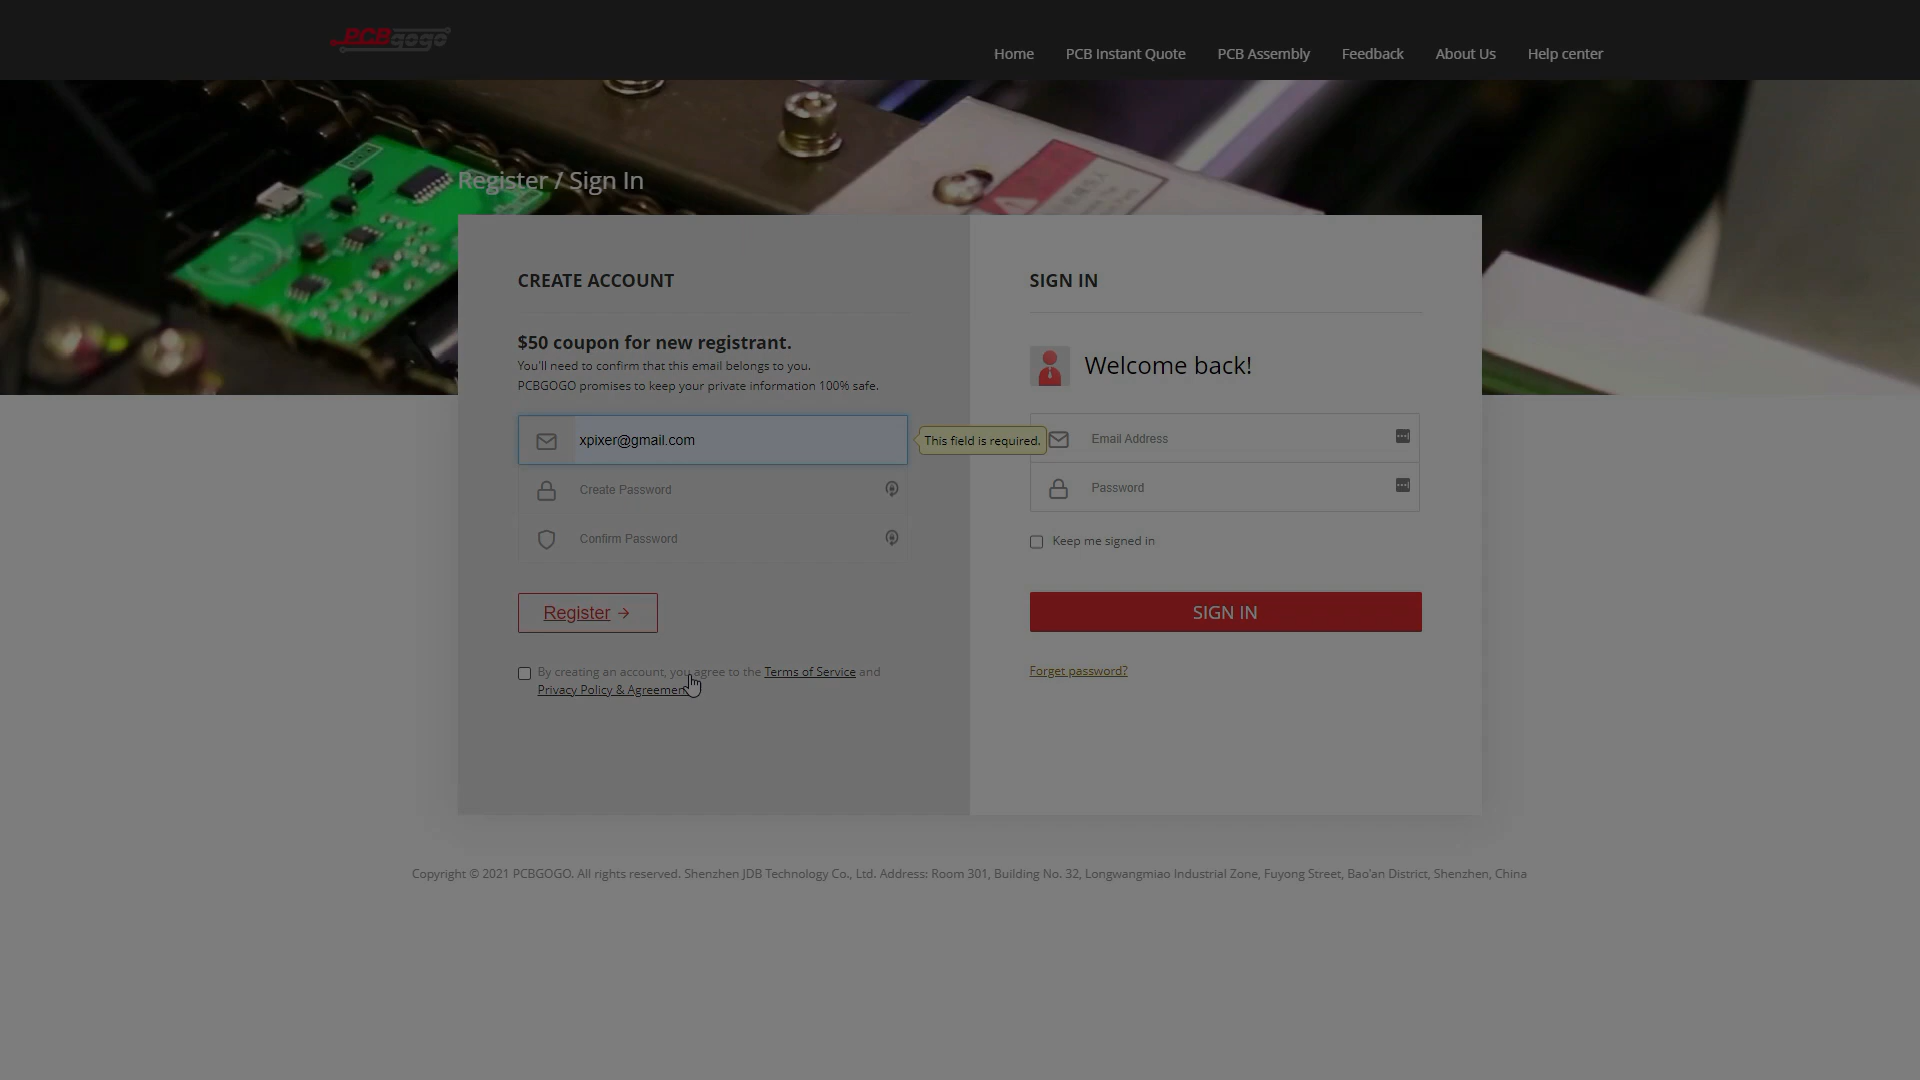 PCBgogo
Home
PCB Instant Quote
PCB Assembly
Feedback
About Us
Help center
Register / Sign In
CREATE ACCOUNT
$50 coupon for new registrant.
You'll need to confirm that this email belongs to you.
PCBGOGO promises to keep your private information 100% safe.
xpixer@gmail.com
This field is required.
Create Password
Confirm Password
Register →
By creating an account, you agree to the Terms of Service and
Privacy Policy & Agreement
SIGN IN
Welcome back!
Email Address
Password
Keep me signed in
SIGN IN
Forget password?
Copyright © 2021 PCBGOGO. All rights reserved. Shenzhen JDB Technology Co., Ltd. Address: Room 301, Building No. 32, Longwangmiao Industrial Zone, Fuyong Street, Bao'an District, Shenzhen, China